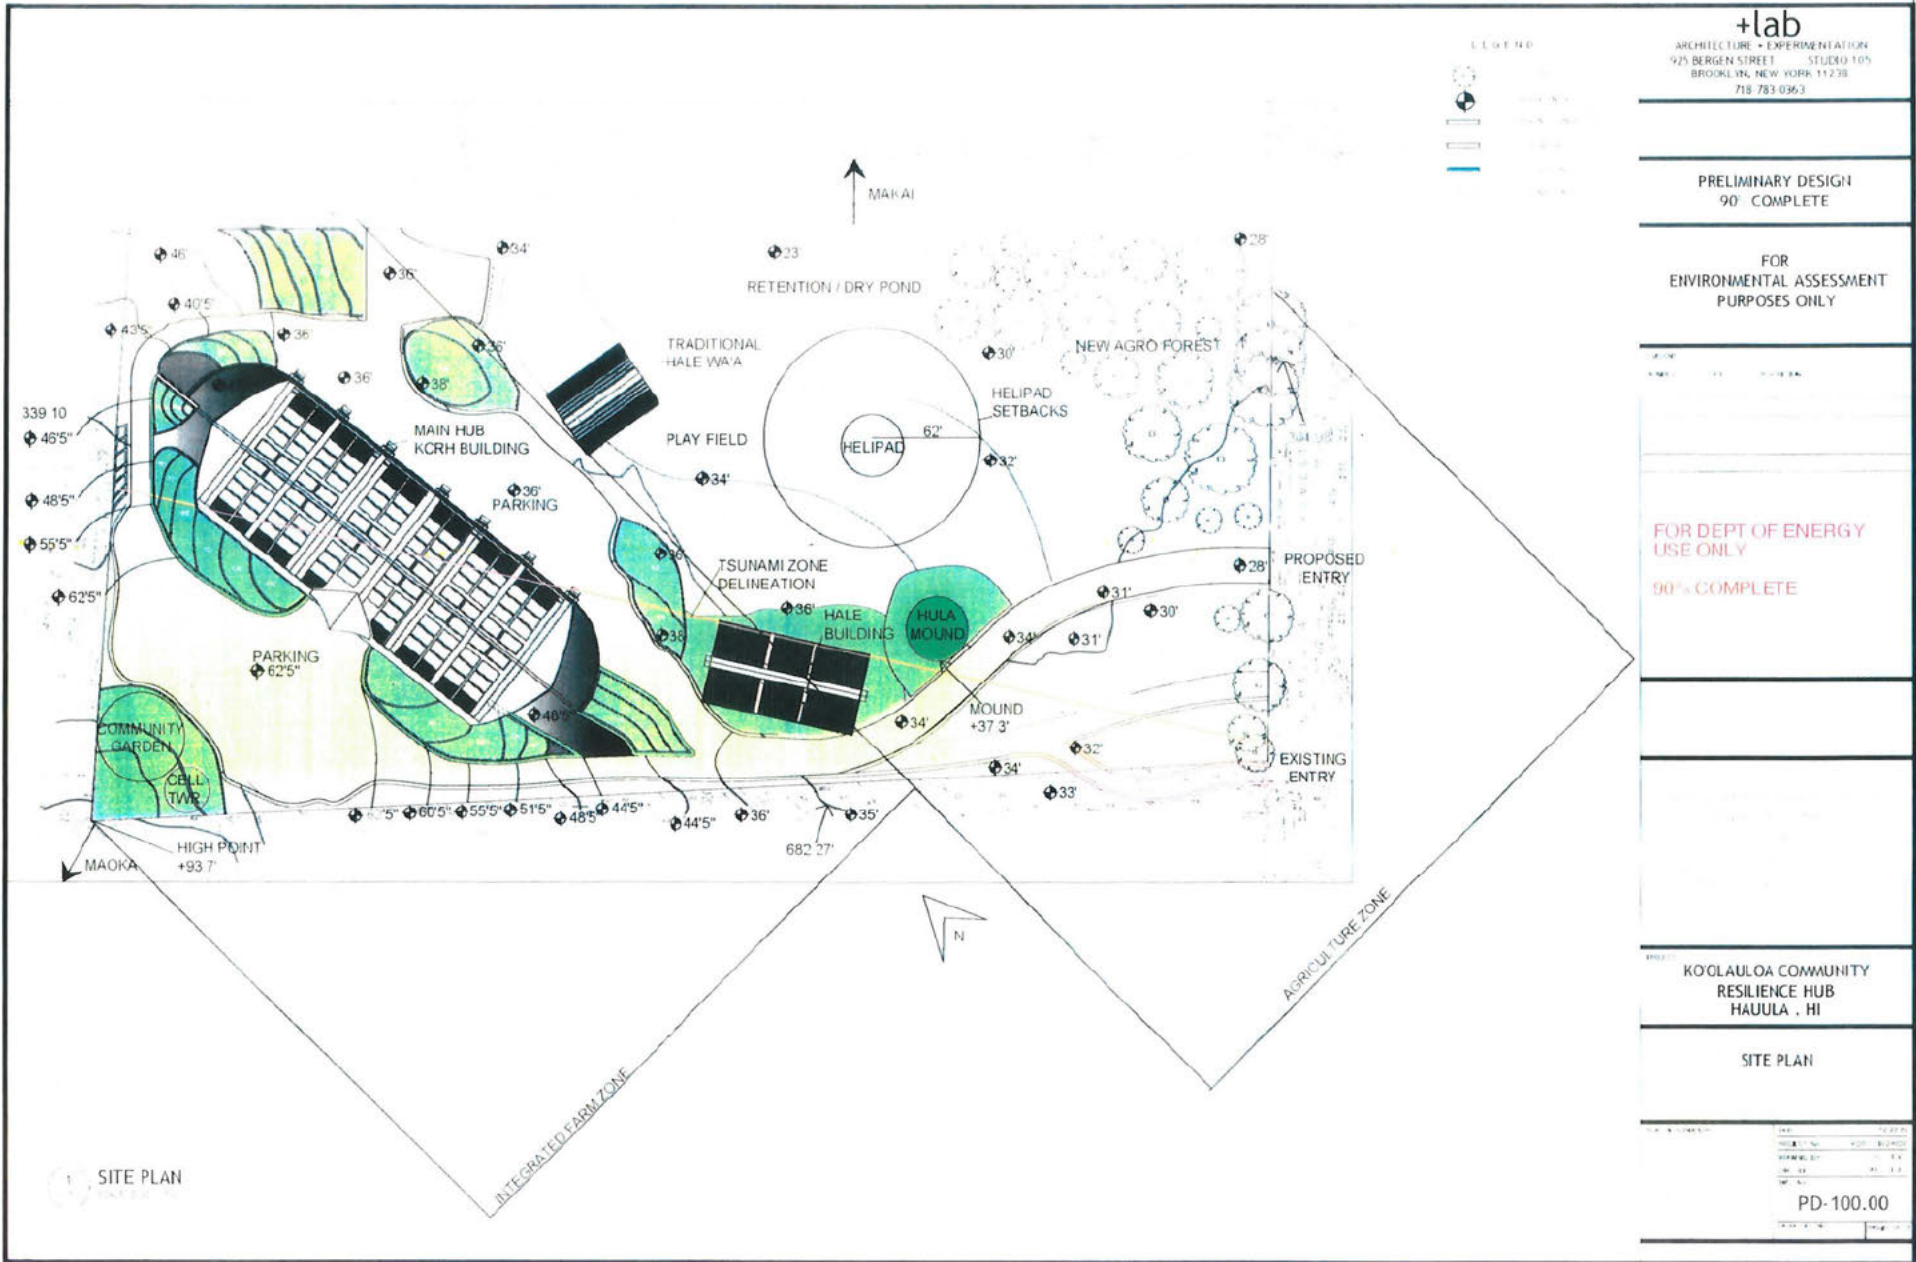 +lab
ARCHITECTURE + EXPERIMENTATION
925 BERGEN STREET STUDIO 105
BROOKLYN, NEW YORK 11238
718-783-0363
PRELIMINARY DESIGN
90% COMPLETE
FOR
ENVIRONMENTAL ASSESSMENT
PURPOSES ONLY
FOR DEPT OF ENERGY
USE ONLY
90% COMPLETE
KO'OLAULOA COMMUNITY
RESILIENCE HUB
HAUULA . HI
SITE PLAN
PD-100.00
LEGEND
MAKAI
46'
34'
36'
23
28'
RETENTION / DRY POND
40'5"
43'5"
36'
36'
36'
38'
TRADITIONAL
HALE WA'A
30'
NEW AGRO FOREST
HELIPAD
SETBACKS
339 10
46'5"
MAIN HUB
KCRH BUILDING
PLAY FIELD
HELIPAD
62'
32'
34'
36'
PARKING
48'5"
55'5"
62'5"
36'
TSUNAMI ZONE
DELINEATION
36'
HALE
BUILDING
HULA
MOUND
PROPOSED
ENTRY
28'
31'
30'
34'
31'
38
PARKING
62'5"
46'5"
34'
MOUND
+37.3'
32'
34'
33'
EXISTING
ENTRY
COMMUNITY
GARDEN
CELL
TWR
60'5"
55'5"
51'5"
48'5"
44'5"
44'5"
36'
35'
682.27'
HIGH POINT
+93.7'
MAOKA
N
AGRICULTURE ZONE
INTEGRATED FARM ZONE
1
SITE PLAN